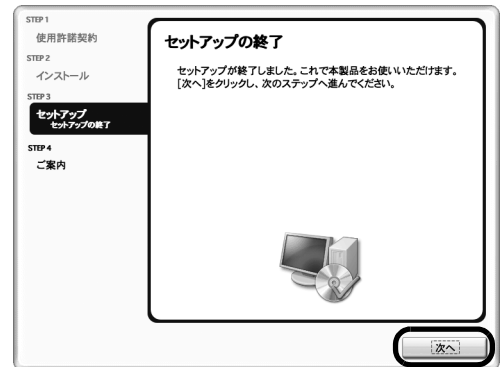 STEP 1
使用許諾契約
STEP 2
インストール
STEP 3
セットアップ
セットアップの終了
STEP 4
ご案内
セットアップの終了
セットアップが終了しました。これで本製品をお使いいただけます。
[次へ]をクリックし、次のステップへ進んでください。
次へ